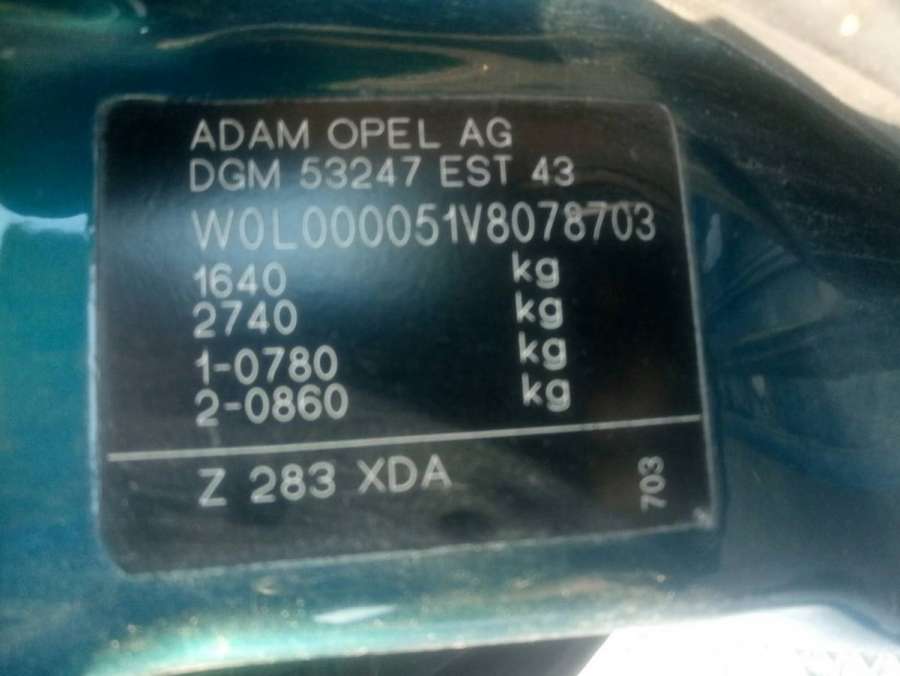 ADAM OPEL AG
DGM 53247 EST 43
W0L000051V8078703
1640 kg
2740 kg
1-0780 kg
2-0860 kg
Z 283 XDA
703